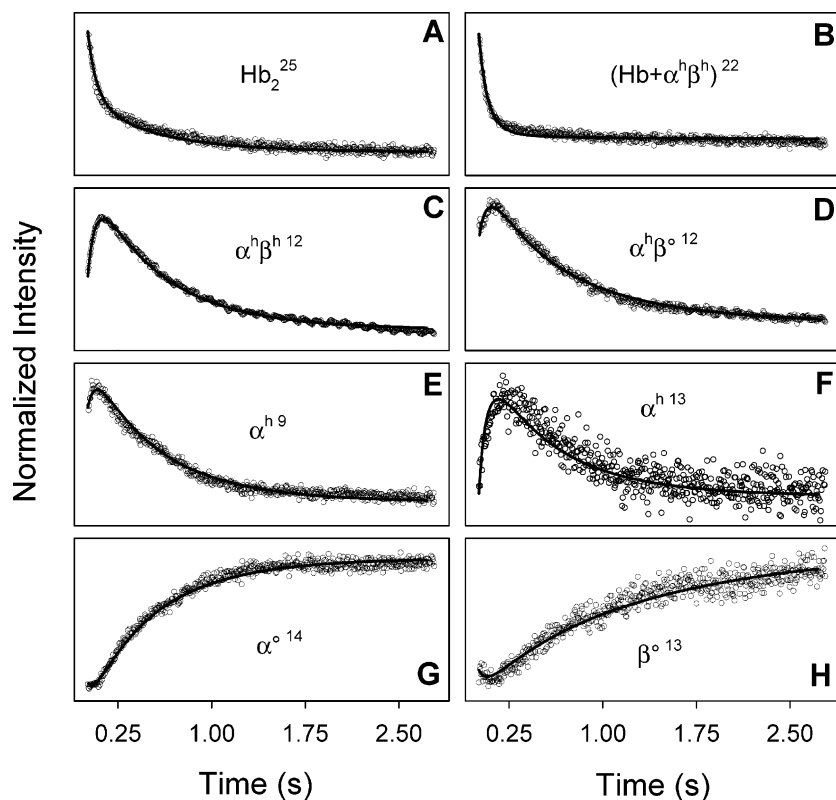 A
Hb₂²⁵
B
(Hb+αʰβʰ)²²
C
αʰβʰ ¹²
D
αʰβ° ¹²
E
αʰ ⁹
F
αʰ ¹³
G
α° ¹⁴
H
β° ¹³
Normalized Intensity
0.25 1.00 1.75 2.50
0.25 1.00 1.75 2.50
Time (s)
Time (s)